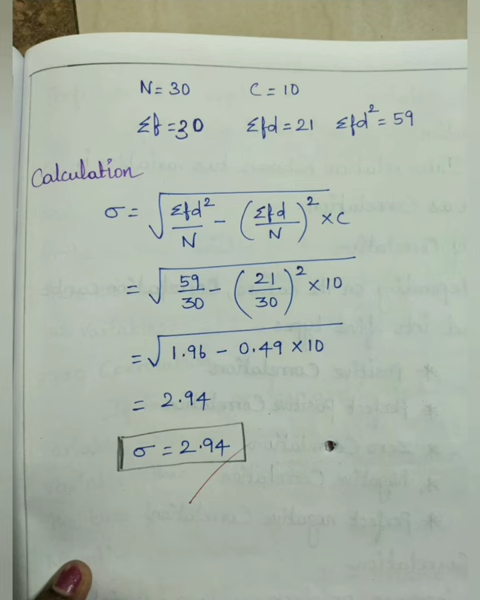 N = 30 C = 10
Σf = 30 Σfd = 21 Σfd² = 59
Calculation
σ = √(Σfd²/N - (Σfd/N)² × C)
= √(59/30 - (21/30)² × 10)
= √(1.96 - 0.49 × 10)
= 2.94
σ = 2.94